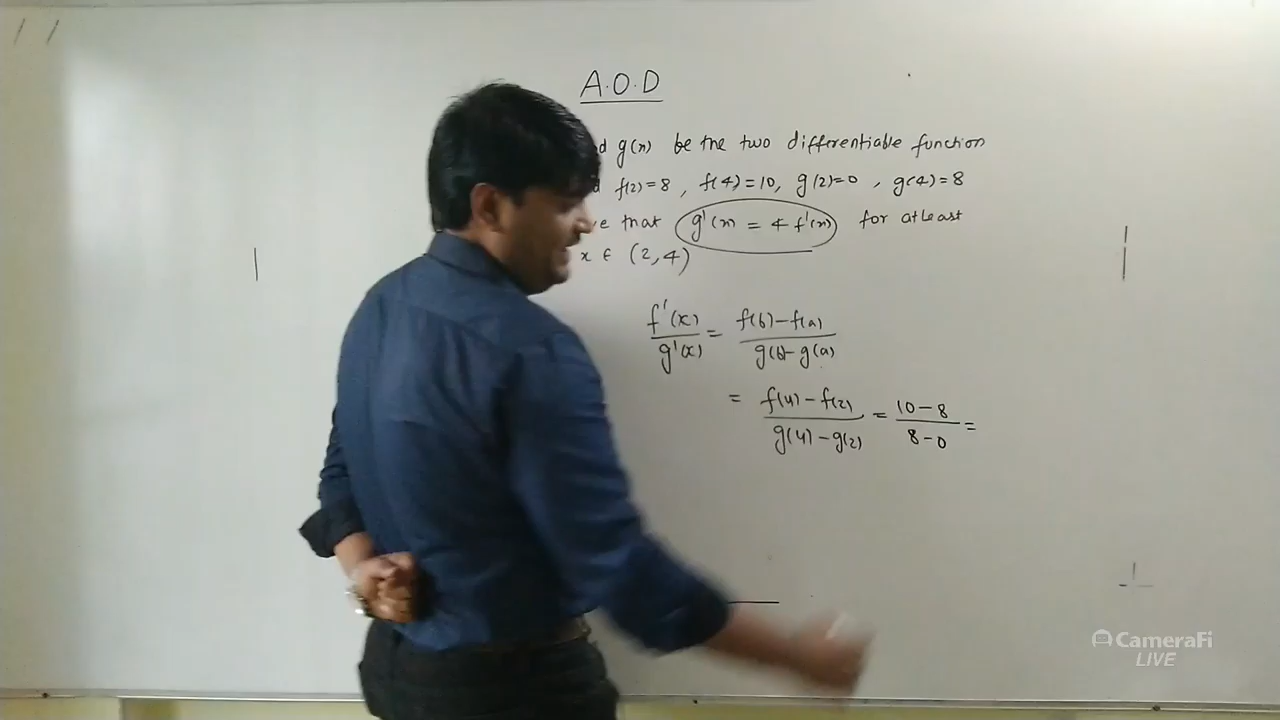 A.O.D
g(x) be the two differentiable function
f(2)=8 , f(4)=10, g(2)=0 , g(4)=8
that g'(x) = 4 f'(x) for atleast
x ∈ (2,4)
f'(x)/g'(x) = f(b)-f(a)/g(b)-g(a)
= f(4)-f(2)/g(4)-g(2) = 10-8/8-0 =
CameraFi
LIVE